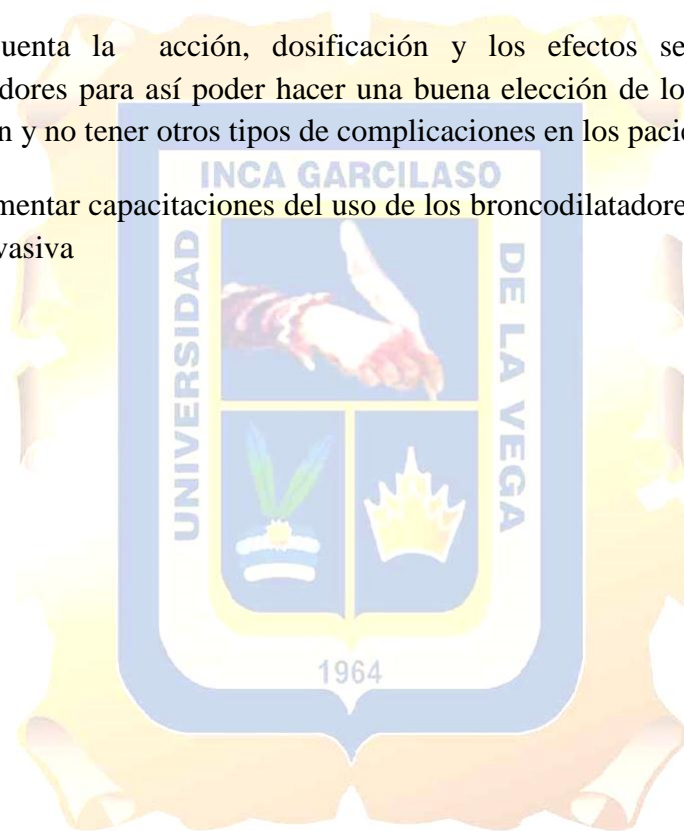 uenta la acción, dosificación y los efectos se
dores para así poder hacer una buena elección de lo
n y no tener otros tipos de complicaciones en los pacie
mentar capacitaciones del uso de los broncodilatadore
vasiva
INCA GARCILASO
UNIVERSIDAD
DE LA VEGA
1964